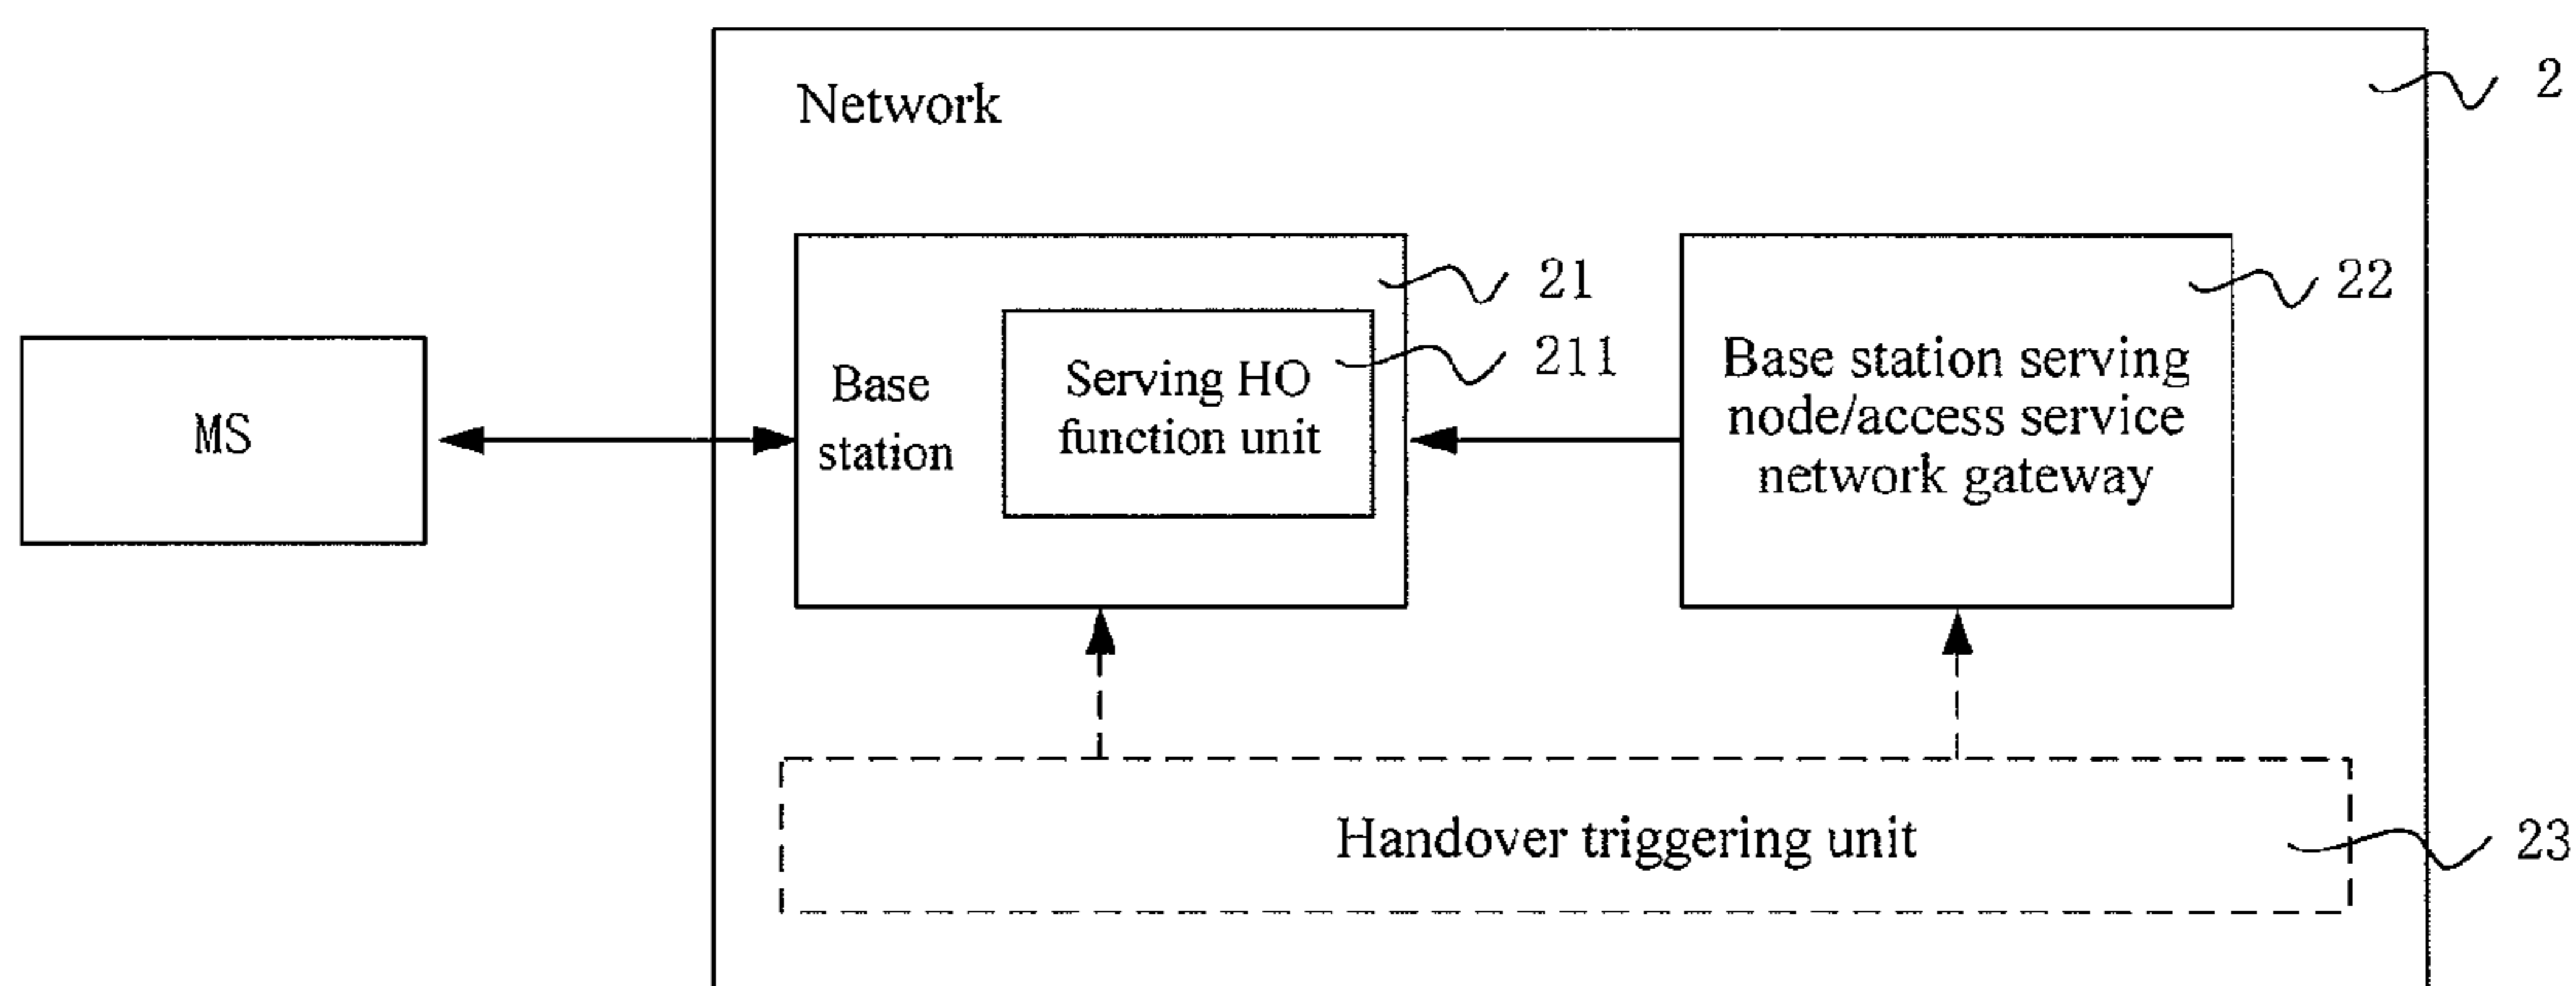 Network
2
MS
Base
station
Serving HO
function unit
21
211
Base station serving
node/access service
network gateway
22
Handover triggering unit
23